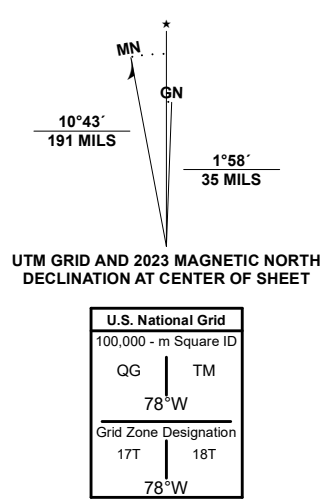 MN
GN
10°43´
191 MILS
1°58´
35 MILS
UTM GRID AND 2023 MAGNETIC NORTH
DECLINATION AT CENTER OF SHEET
U.S. National Grid
100,000 - m Square ID
QG TM
78°W
Grid Zone Designation
17T 18T
78°W